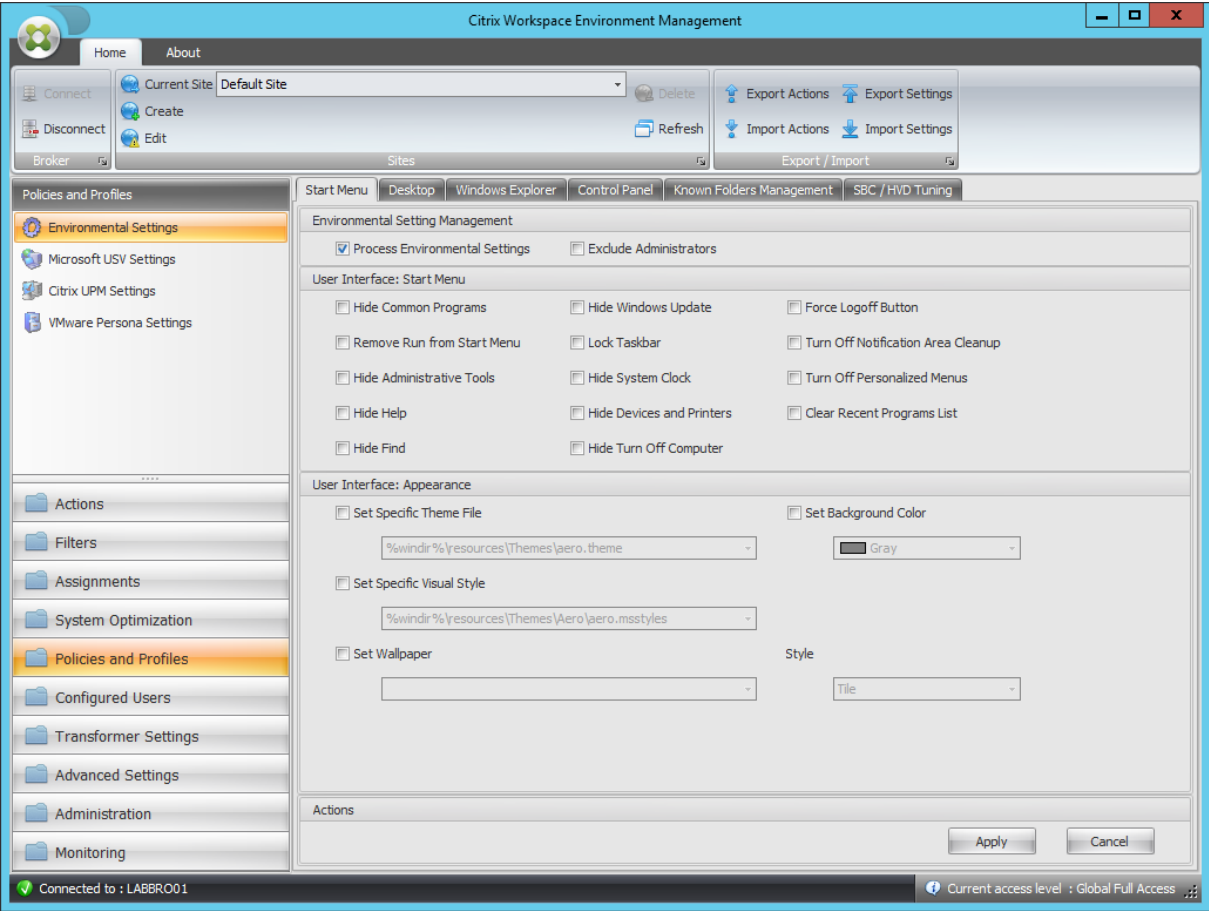 Citrix Workspace Environment Management
Home About
Connect
Disconnect
Broker
Current Site Default Site
Create
Edit
Delete
Refresh
Sites
Export Actions Export Settings
Import Actions Import Settings
Export / Import
Policies and Profiles
Environmental Settings
Microsoft USV Settings
Citrix UPM Settings
VMware Persona Settings
Actions
Filters
Assignments
System Optimization
Policies and Profiles
Configured Users
Transformer Settings
Advanced Settings
Administration
Monitoring
Start Menu Desktop Windows Explorer Control Panel Known Folders Management SBC / HVD Tuning
Environmental Setting Management
Process Environmental Settings Exclude Administrators
User Interface: Start Menu
Hide Common Programs Hide Windows Update Force Logoff Button
Remove Run from Start Menu Lock Taskbar Turn Off Notification Area Cleanup
Hide Administrative Tools Hide System Clock Turn Off Personalized Menus
Hide Help Hide Devices and Printers Clear Recent Programs List
Hide Find Hide Turn Off Computer
User Interface: Appearance
Set Specific Theme File Set Background Color
%windir%\resources\Themes\aero.theme Gray
Set Specific Visual Style
%windir%\resources\Themes\Aero\aero.msstyles
Set Wallpaper Style
Tile
Actions
Apply Cancel
Connected to : LABBRO01 Current access level : Global Full Access